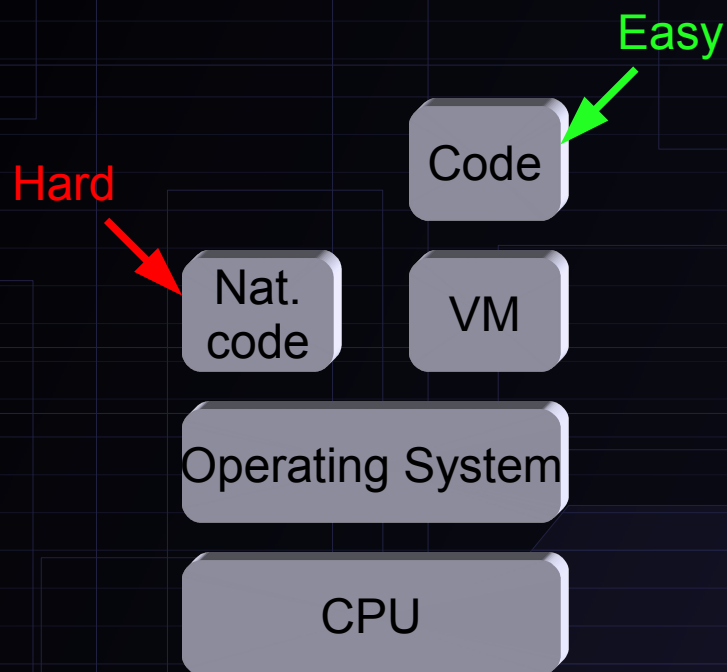 Easy
Code
Hard
Nat.
code
VM
Operating System
CPU